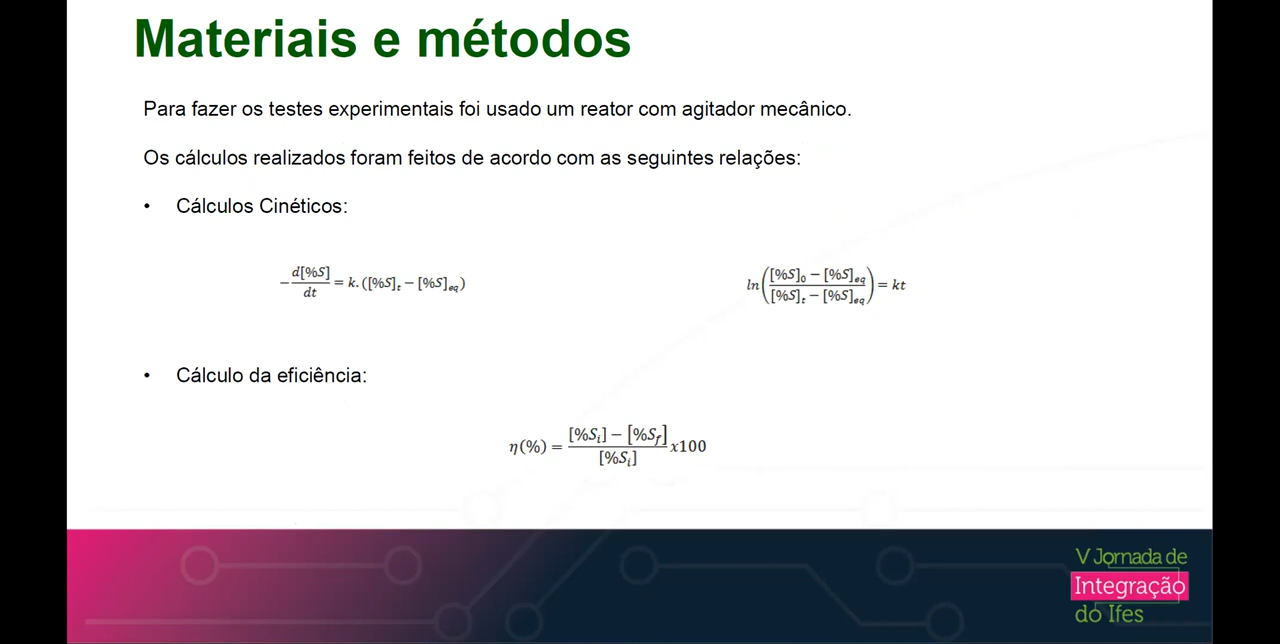 Materiais e métodos
Para fazer os testes experimentais foi usado um reator com agitador mecânico.
Os cálculos realizados foram feitos de acordo com as seguintes relações:
• Cálculos Cinéticos:
−d[%S]/dt = k.([%S]ₜ − [%S]eq)
ln(([%S]₀ − [%S]eq)/([%S]ₜ − [%S]eq)) = kt
• Cálculo da eficiência:
η(%) = ([%Sᵢ] − [%S_f])/[%Sᵢ] x100
V Jornada de
Integração
do Ifes